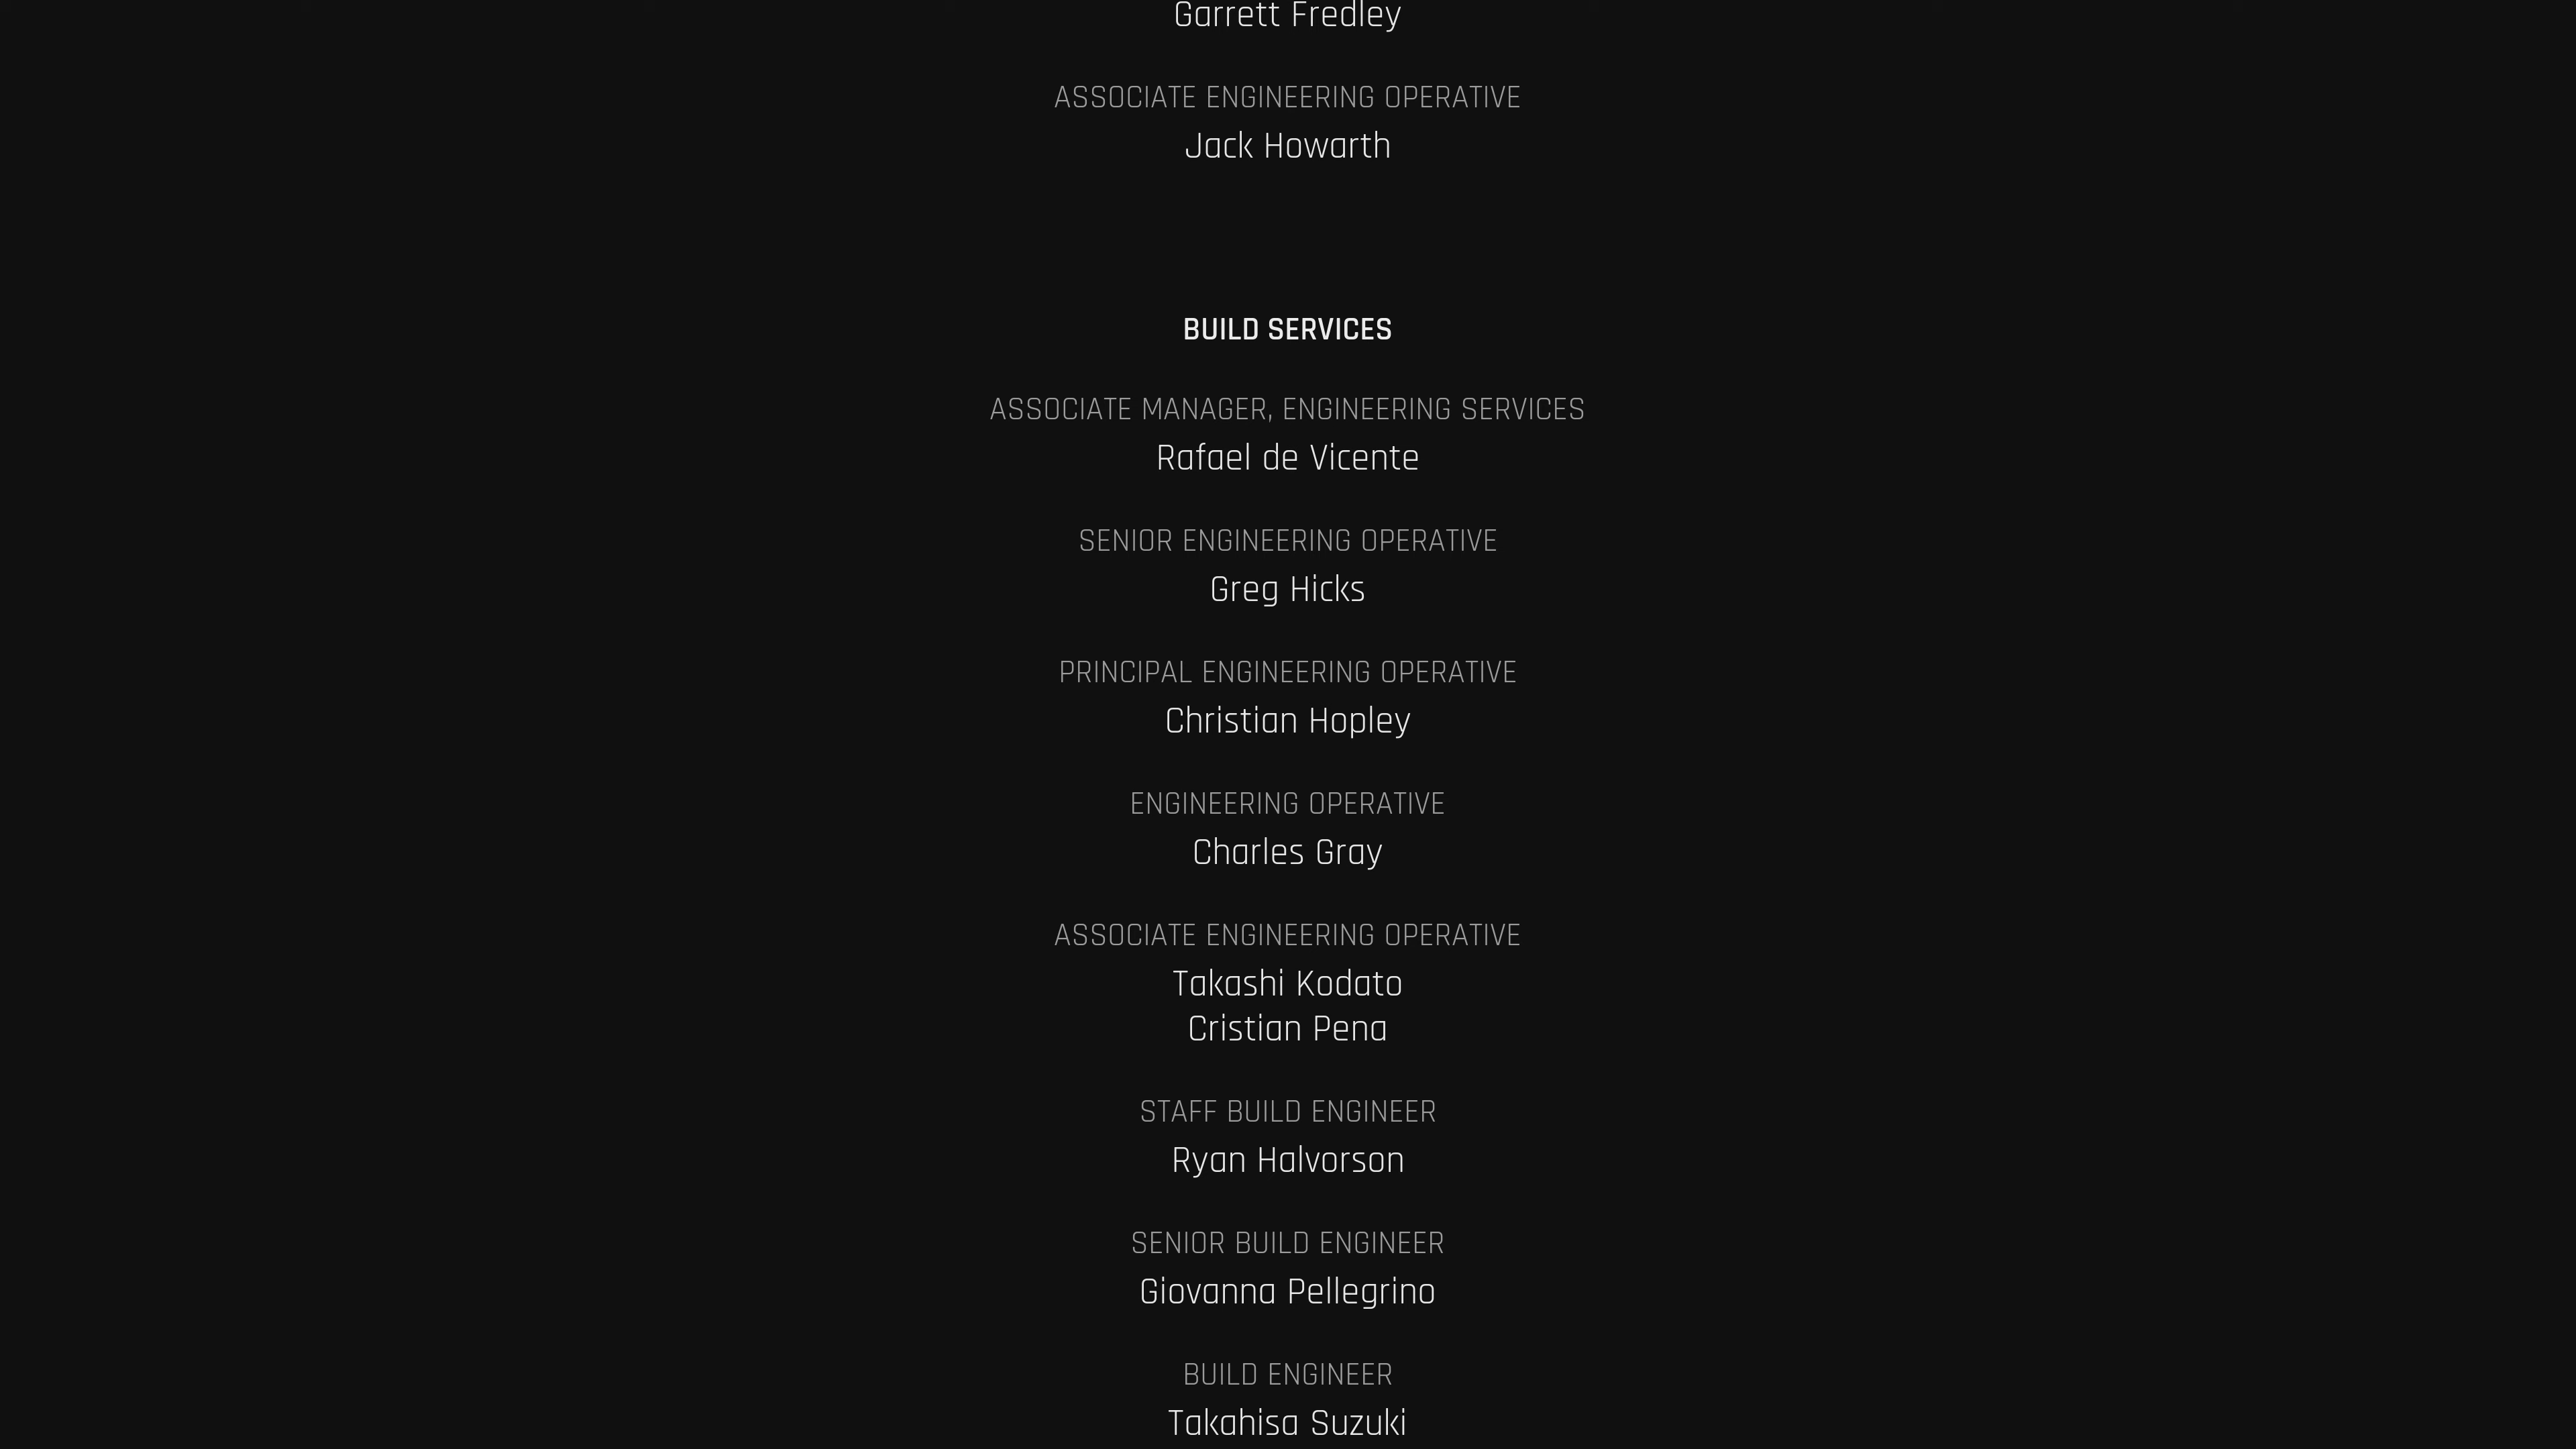 Garrett Fredley
ASSOCIATE ENGINEERING OPERATIVE
Jack Howarth
BUILD SERVICES
ASSOCIATE MANAGER, ENGINEERING SERVICES
Rafael de Vicente
SENIOR ENGINEERING OPERATIVE
Greg Hicks
PRINCIPAL ENGINEERING OPERATIVE
Christian Hopley
ENGINEERING OPERATIVE
Charles Gray
ASSOCIATE ENGINEERING OPERATIVE
Takashi Kodato
Cristian Pena
STAFF BUILD ENGINEER
Ryan Halvorson
SENIOR BUILD ENGINEER
Giovanna Pellegrino
BUILD ENGINEER
Takahisa Suzuki